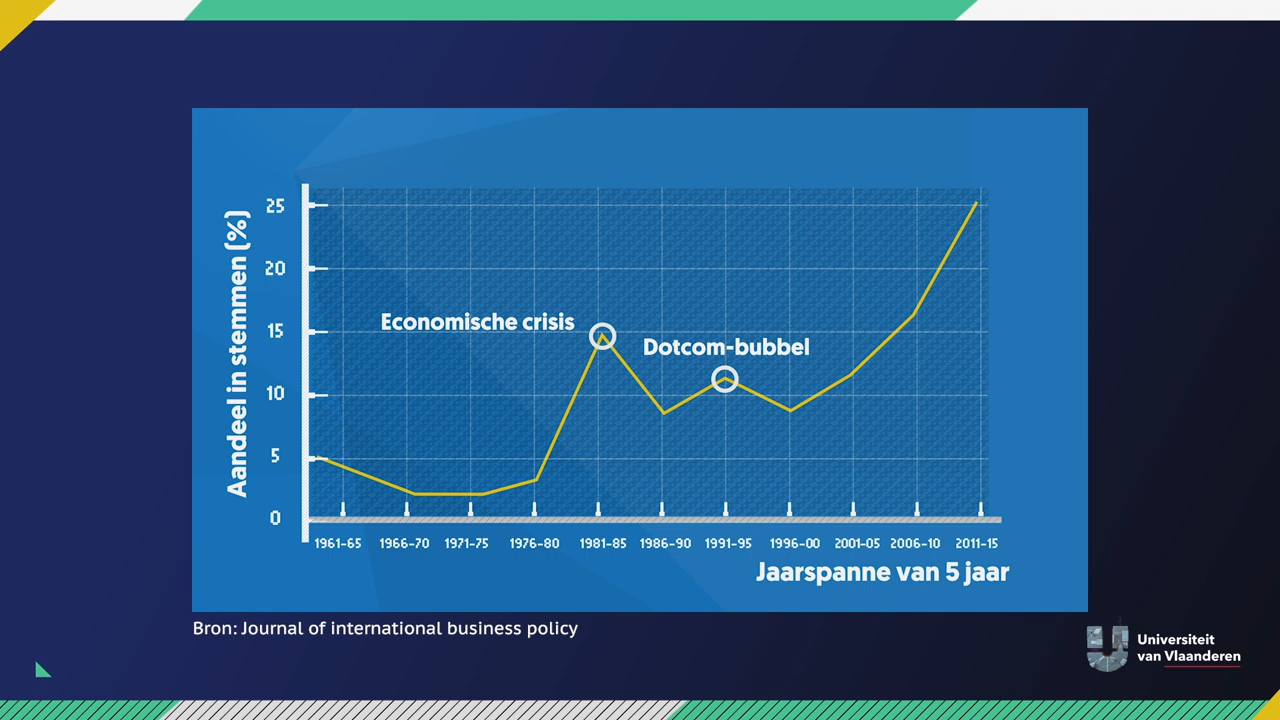 Aandeel in stemmen (%)
25
20
15
10
5
0
Economische crisis
Dotcom-bubbel
1961-65 1966-70 1971-75 1976-80 1981-85 1986-90 1991-95 1996-00 2001-05 2006-10 2011-15
Jaarspanne van 5 jaar
Bron: Journal of international business policy
Universiteit
van Vlaanderen